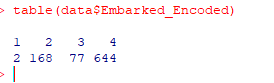 > table(data$Embarked_Encoded)
1 2 3 4
2 168 77 644
>